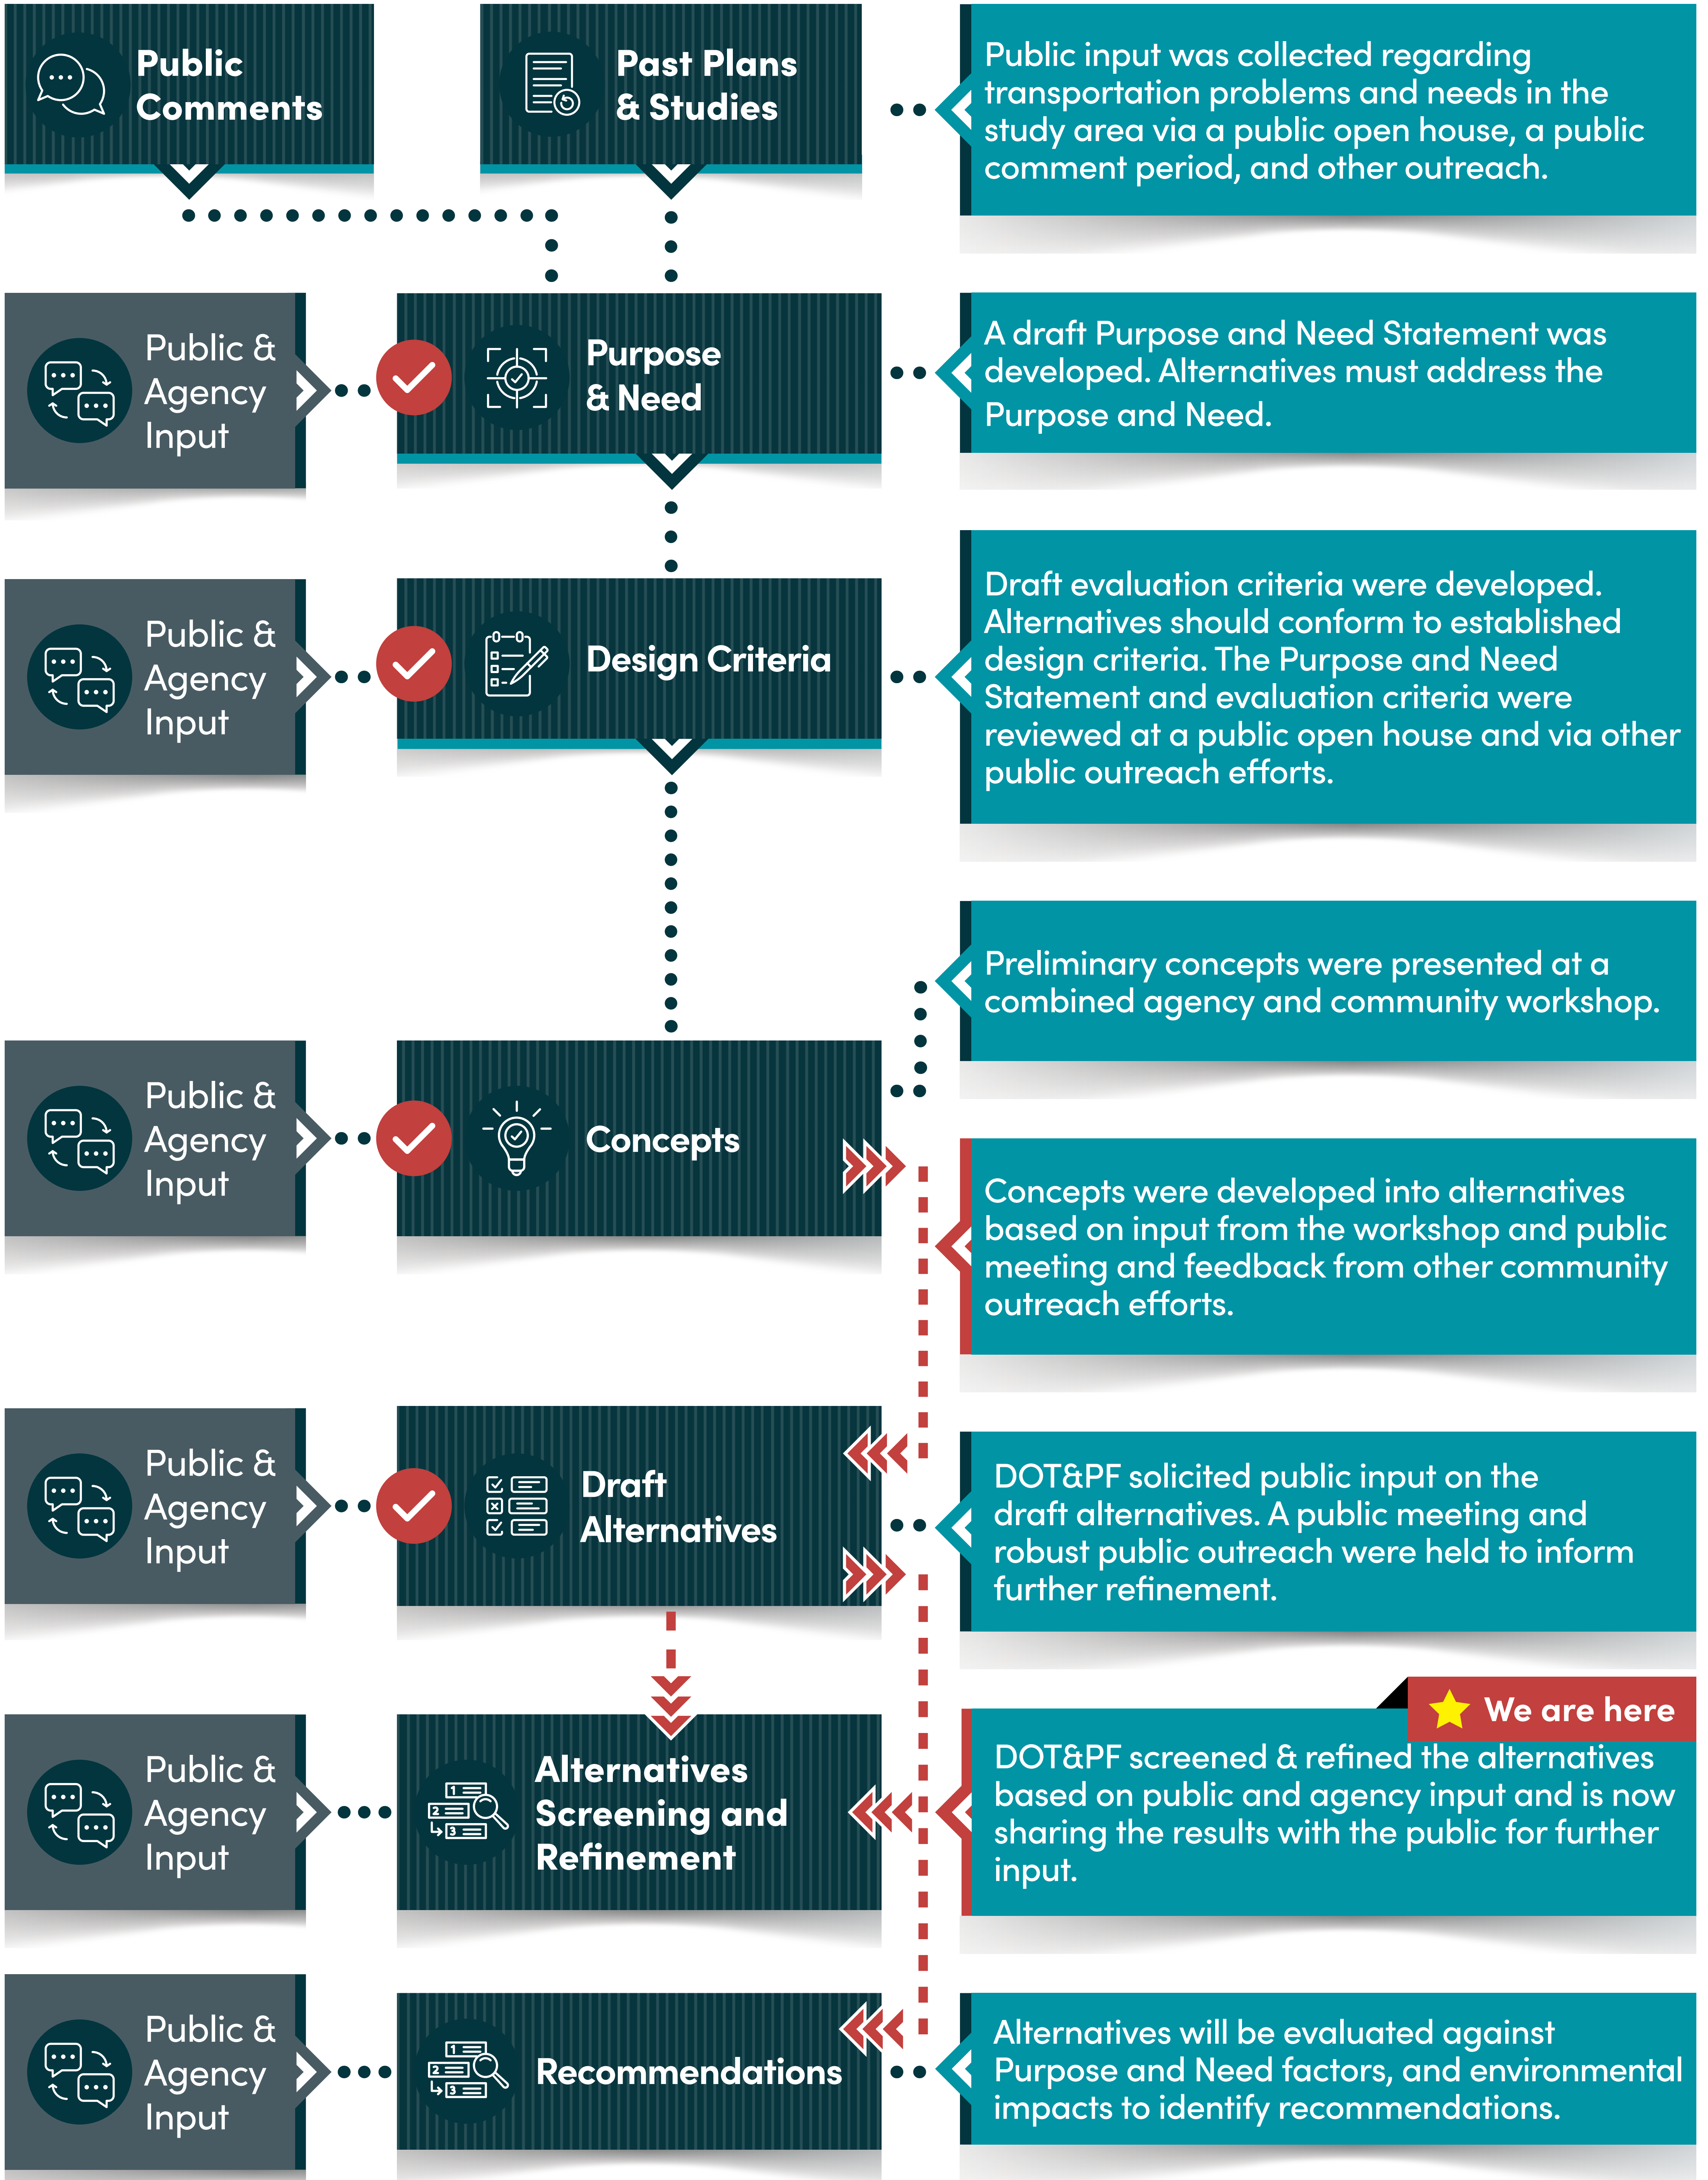 Public
Comments
Past Plans
& Studies
Public input was collected regarding
transportation problems and needs in the
study area via a public open house, a public
comment period, and other outreach.
Public &
Agency
Input
Purpose
& Need
A draft Purpose and Need Statement was
developed. Alternatives must address the
Purpose and Need.
Public &
Agency
Input
Design Criteria
Draft evaluation criteria were developed.
Alternatives should conform to established
design criteria. The Purpose and Need
Statement and evaluation criteria were
reviewed at a public open house and via other
public outreach efforts.
Preliminary concepts were presented at a
combined agency and community workshop.
Public &
Agency
Input
Concepts
Concepts were developed into alternatives
based on input from the workshop and public
meeting and feedback from other community
outreach efforts.
Public &
Agency
Input
Draft
Alternatives
DOT&PF solicited public input on the
draft alternatives. A public meeting and
robust public outreach were held to inform
further refinement.
We are here
Public &
Agency
Input
1
2
3
Alternatives
Screening and
Refinement
DOT&PF screened & refined the alternatives
based on public and agency input and is now
sharing the results with the public for further
input.
Public &
Agency
Input
1
2
3
Recommendations
Alternatives will be evaluated against
Purpose and Need factors, and environmental
impacts to identify recommendations.